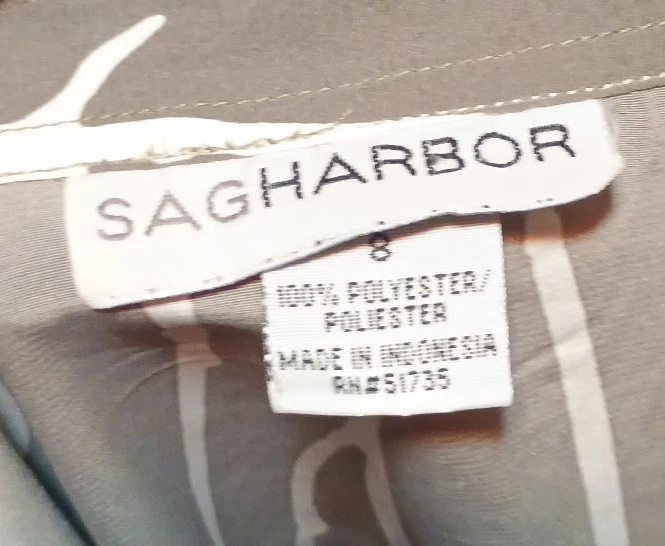 SAGHARBOR
8
100% POLYESTER/
POLIESTER
MADE IN INDONESIA
RN#51735